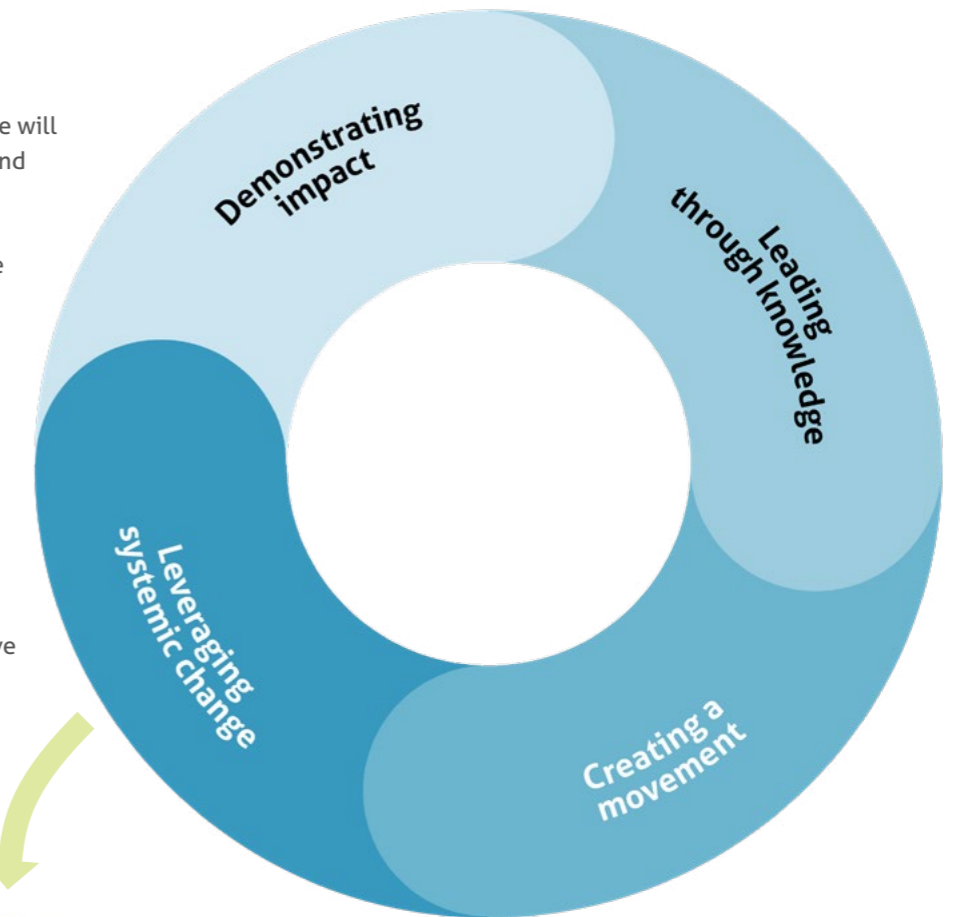 e will
nd
e
ve
Demonstrating
impact
Leading
through knowledge
Creating a
movement
Leveraging
systemic change